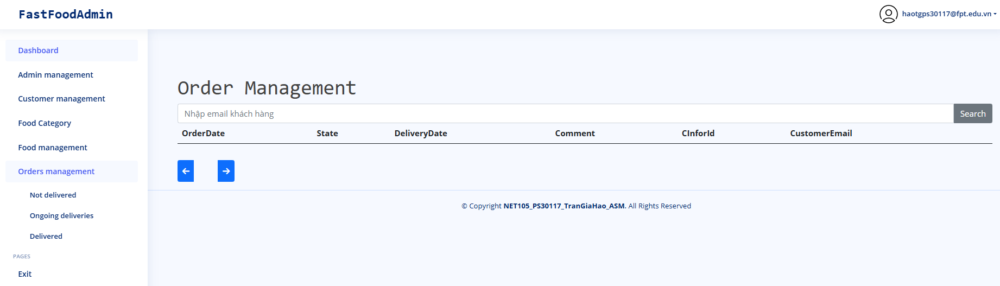 FastFoodAdmin
haotgps30117@fpt.edu.vn
Dashboard
Admin management
Customer management
Food Category
Food management
Orders management
Not delivered
Ongoing deliveries
Delivered
PAGES
Exit
Order Management
Nhập email khách hàng Search
OrderDate State DeliveryDate Comment CInforId CustomerEmail
© Copyright NET105_PS30117_TranGiaHao_ASM. All Rights Reserved